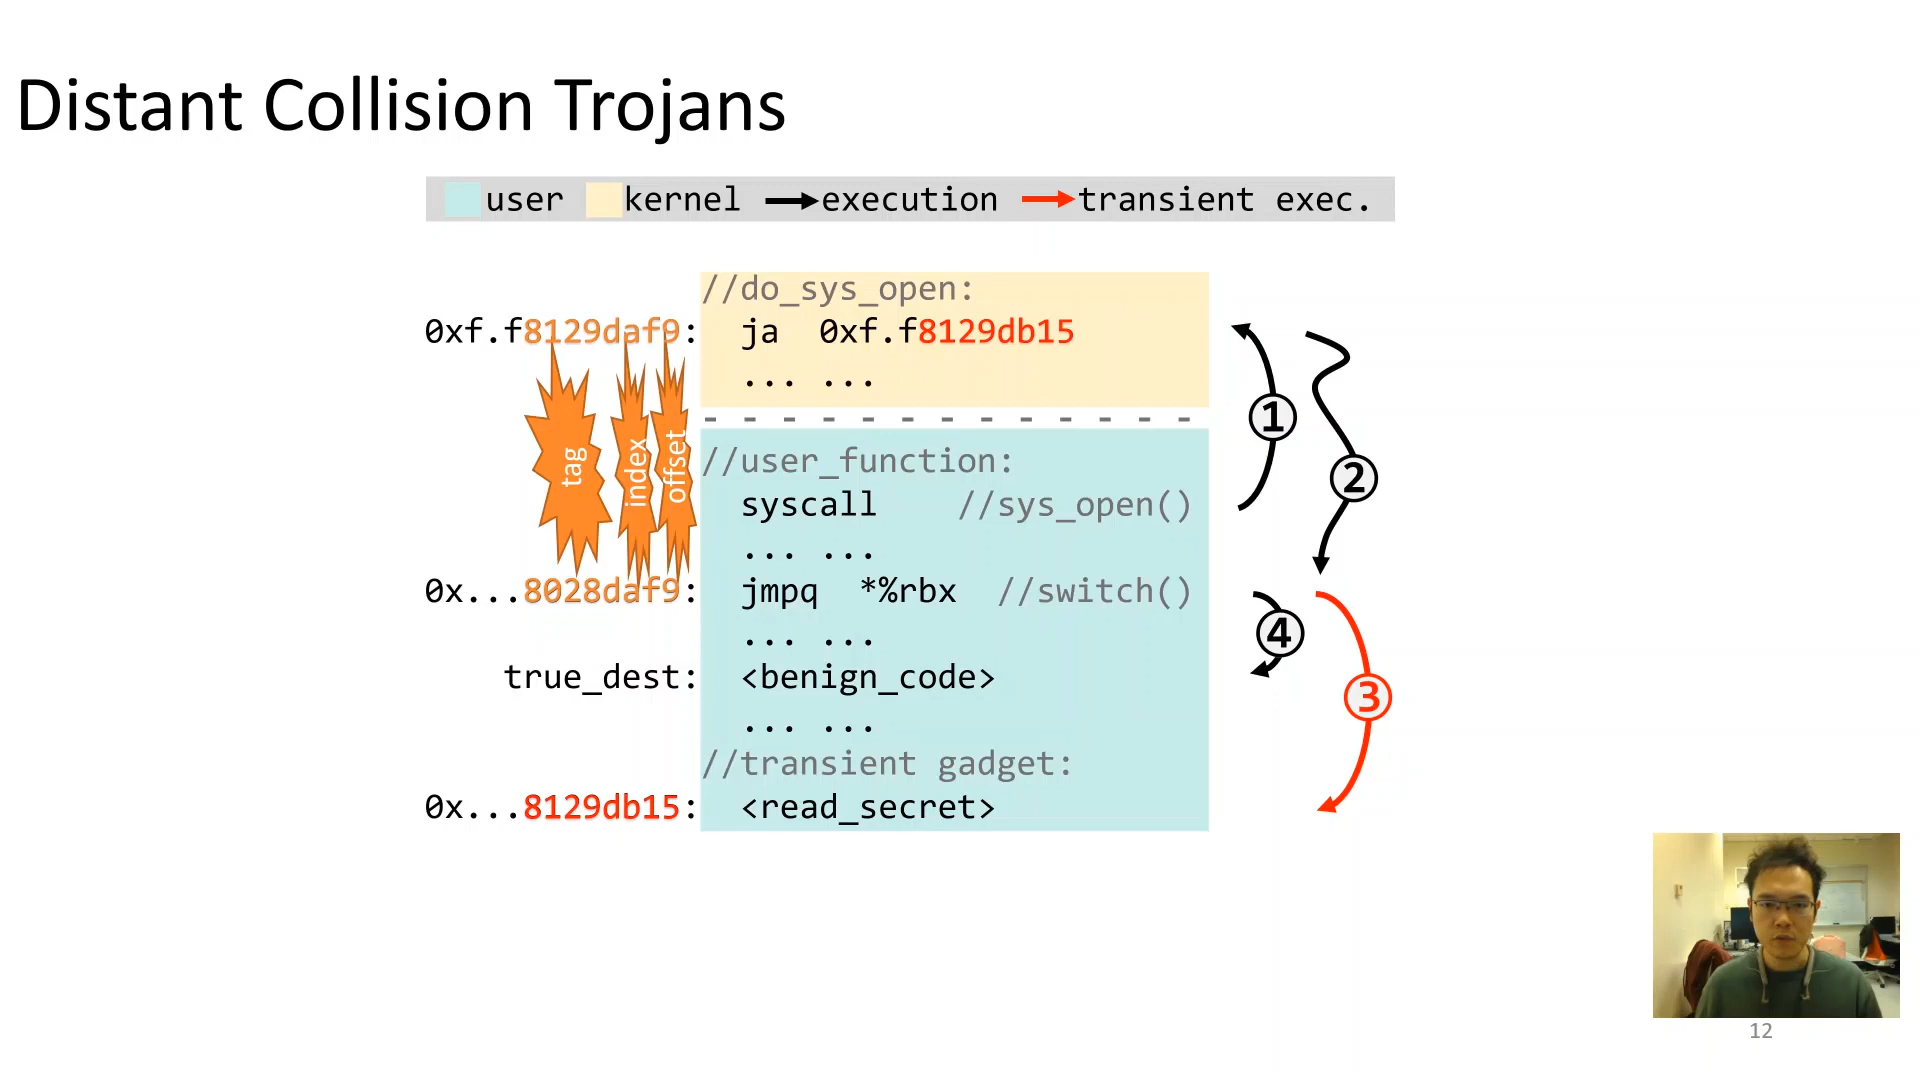 Distant Collision Trojans
user kernel execution transient exec.
//do_sys_open:
0xf.f8129daf9: ja 0xf.f8129db15
... ...
tag index offset
//user_function:
syscall //sys_open()
... ...
0x...8028daf9: jmpq *%rbx //switch()
... ...
true_dest: <benign_code>
... ...
//transient gadget:
0x...8129db15: <read_secret>
1
2
4
3
12